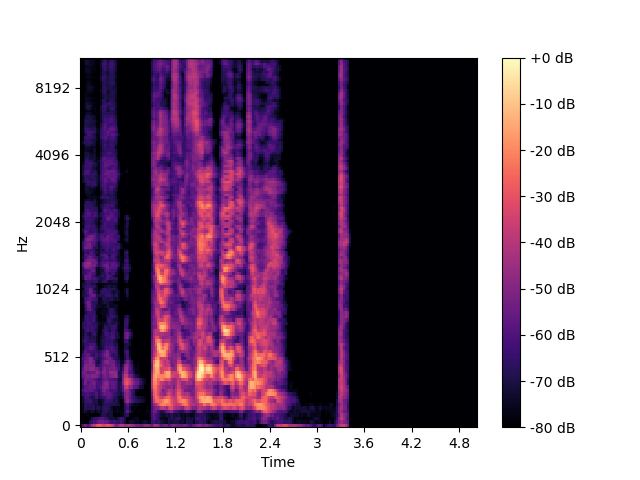 8192
4096
2048
1024
512
0
Hz
0 0.6 1.2 1.8 2.4 3 3.6 4.2 4.8
Time
+0 dB
-10 dB
-20 dB
-30 dB
-40 dB
-50 dB
-60 dB
-70 dB
-80 dB